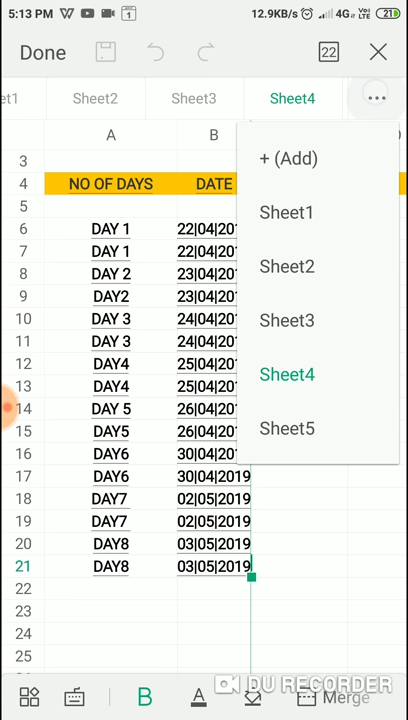 5:13 PM 12.9KB/s 4G VoLTE 21
Done 22
et1 Sheet2 Sheet3 Sheet4 ...
A B
+ (Add)
Sheet1
Sheet2
Sheet3
Sheet4
Sheet5
3
4 NO OF DAYS DATE
5
6 DAY 1 22|04|201
7 DAY 1 22|04|201
8 DAY 2 23|04|201
9 DAY2 23|04|201
10 DAY 3 24|04|201
11 DAY 3 24|04|201
12 DAY4 25|04|201
13 DAY4 25|04|201
14 DAY 5 26|04|201
15 DAY5 26|04|201
16 DAY6 30|04|201
17 DAY6 30|04|2019
18 DAY7 02|05|2019
19 DAY7 02|05|2019
20 DAY8 03|05|2019
21 DAY8 03|05|2019
22
23
24
25
B A Merge
DU RECORDER